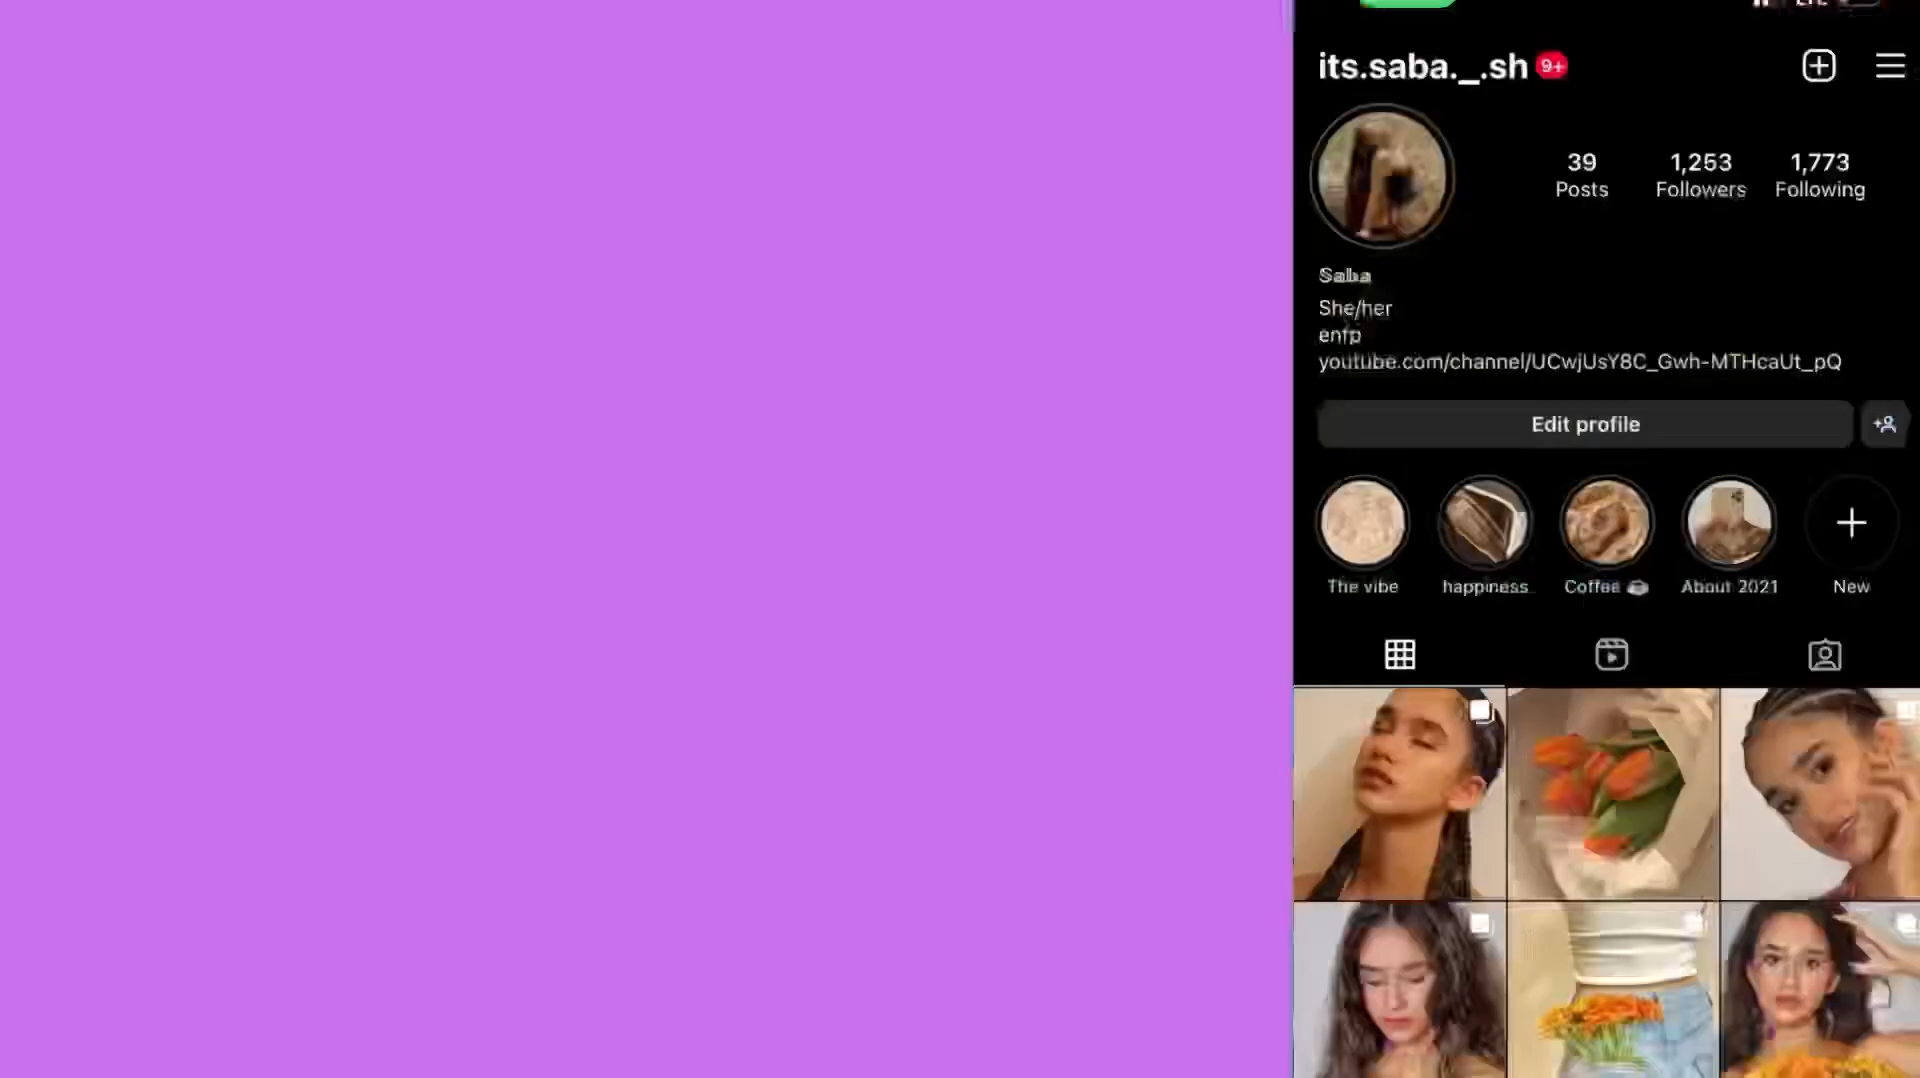 its.saba._.sh 9+
39 1,253 1,773
Posts Followers Following
Saba
She/her
enfp
youtube.com/channel/UCwjUsY8C_Gwh-MTHcaUt_pQ
Edit profile
The vibe happiness Coffee About 2021 New